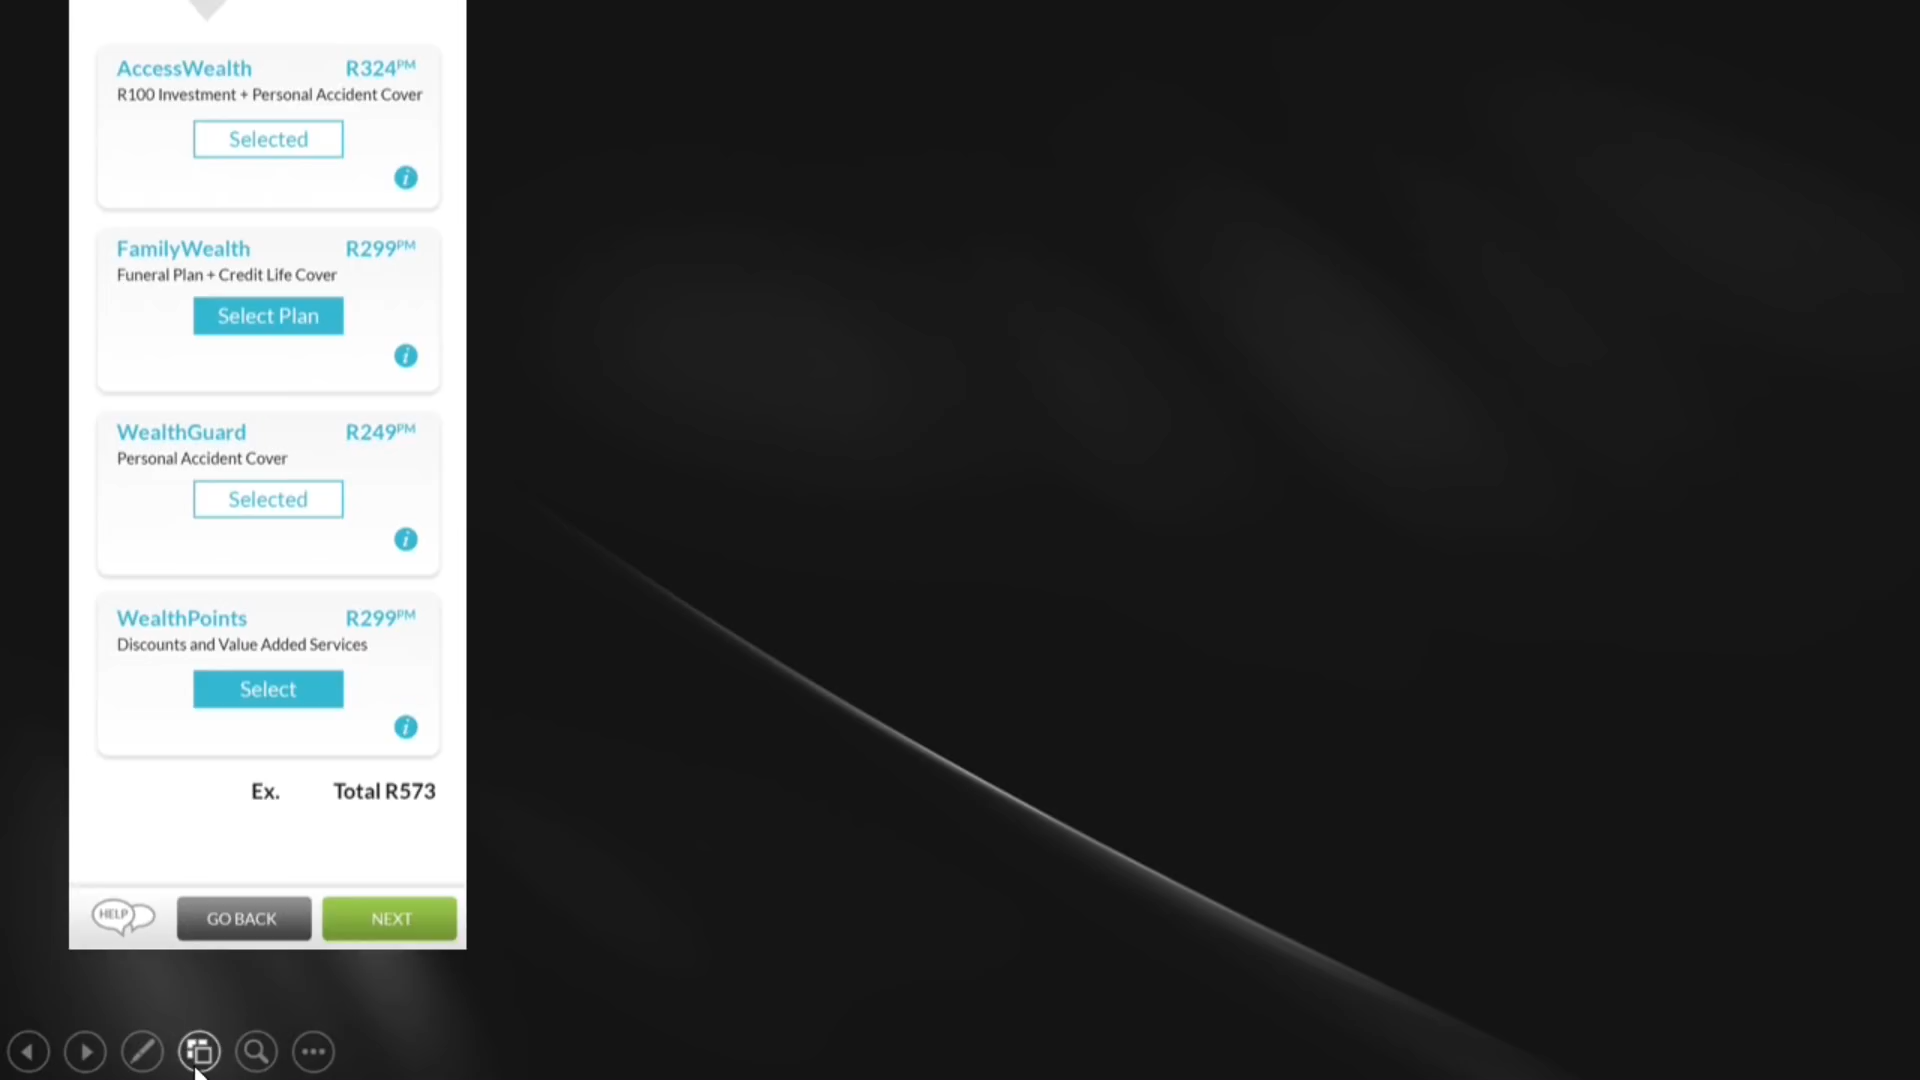 AccessWealth R324PM
R100 Investment + Personal Accident Cover
Selected
i
FamilyWealth R299PM
Funeral Plan + Credit Life Cover
Select Plan
i
WealthGuard R249PM
Personal Accident Cover
Selected
i
WealthPoints R299PM
Discounts and Value Added Services
Select
i
Ex. Total R573
HELP GO BACK NEXT